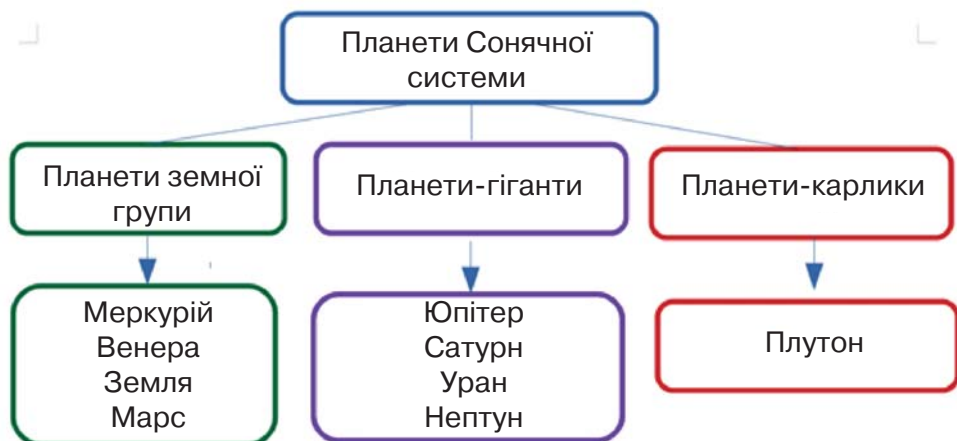 Планети Сонячної
системи
Планети земної
групи
Планети-гіганти
Планети-карлики
Меркурій
Венера
Земля
Марс
Юпітер
Сатурн
Уран
Нептун
Плутон